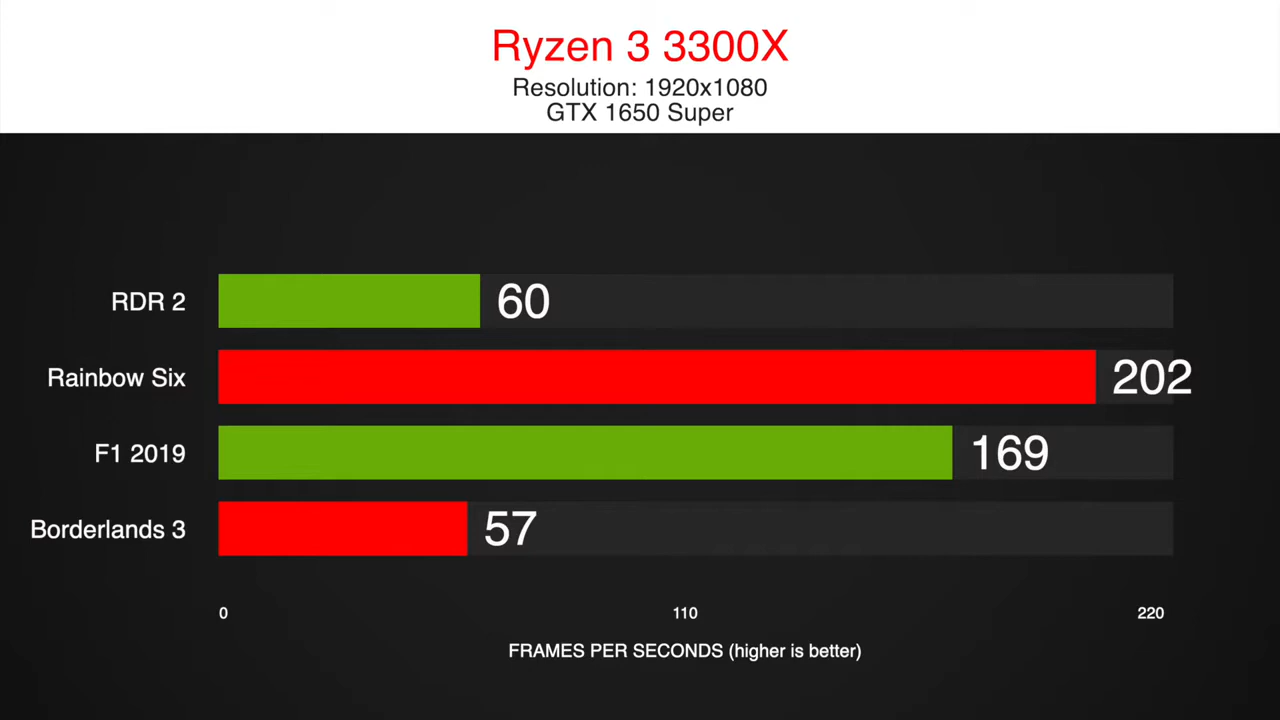 Ryzen 3 3300X
Resolution: 1920x1080
GTX 1650 Super
RDR 2 60
Rainbow Six 202
F1 2019 169
Borderlands 3 57
0 110 220
FRAMES PER SECONDS (higher is better)